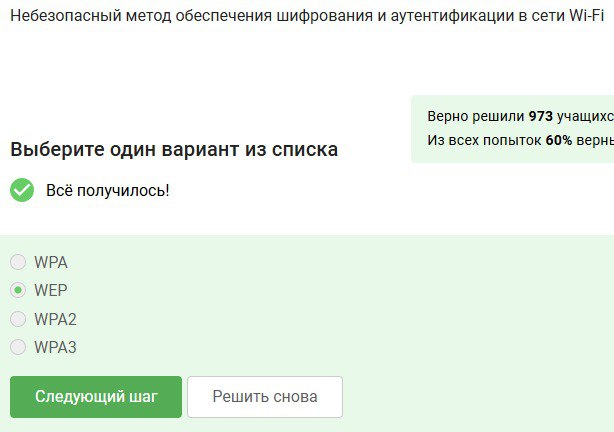 Небезопасный метод обеспечения шифрования и аутентификации в сети Wi-Fi
Верно решили 973 учащихс
Из всех попыток 60% верны
Выберите один вариант из списка
Всё получилось!
WPA
WEP
WPA2
WPA3
Следующий шаг
Решить снова